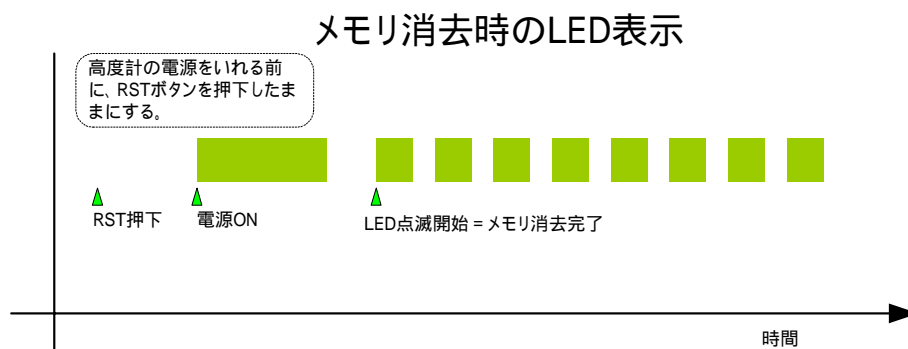 メモリ消去時のLED表示
高度計の電源をいれる前
に、RSTボタンを押下したま
まにする。
RST押下
電源ON
LED点滅開始 = メモリ消去完了
時間